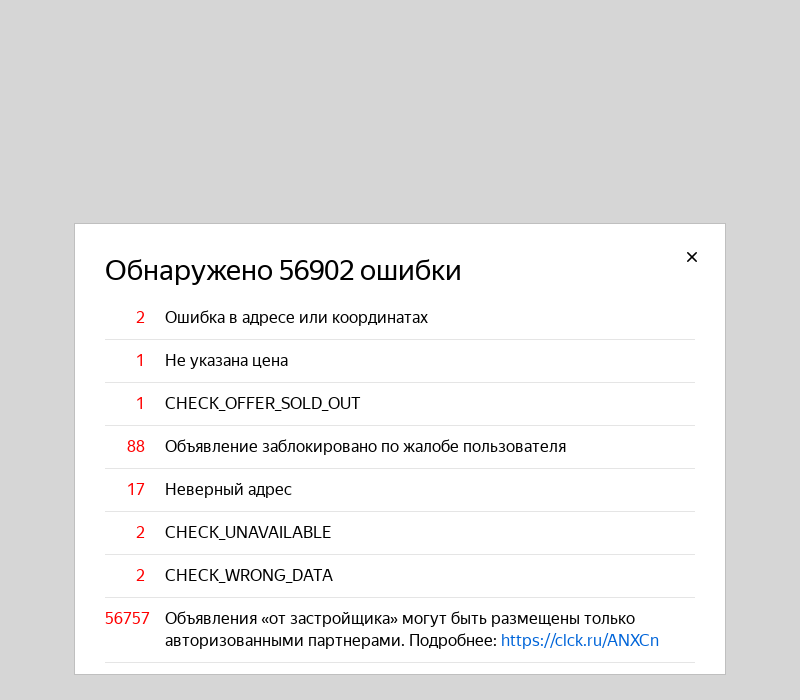 Обнаружено 56902 ошибки
×
2 Ошибка в адресе или координатах
1 Не указана цена
1 CHECK_OFFER_SOLD_OUT
88 Объявление заблокировано по жалобе пользователя
17 Неверный адрес
2 CHECK_UNAVAILABLE
2 CHECK_WRONG_DATA
56757 Объявления «от застройщика» могут быть размещены только
авторизованными партнерами. Подробнее: https://clck.ru/ANXCn